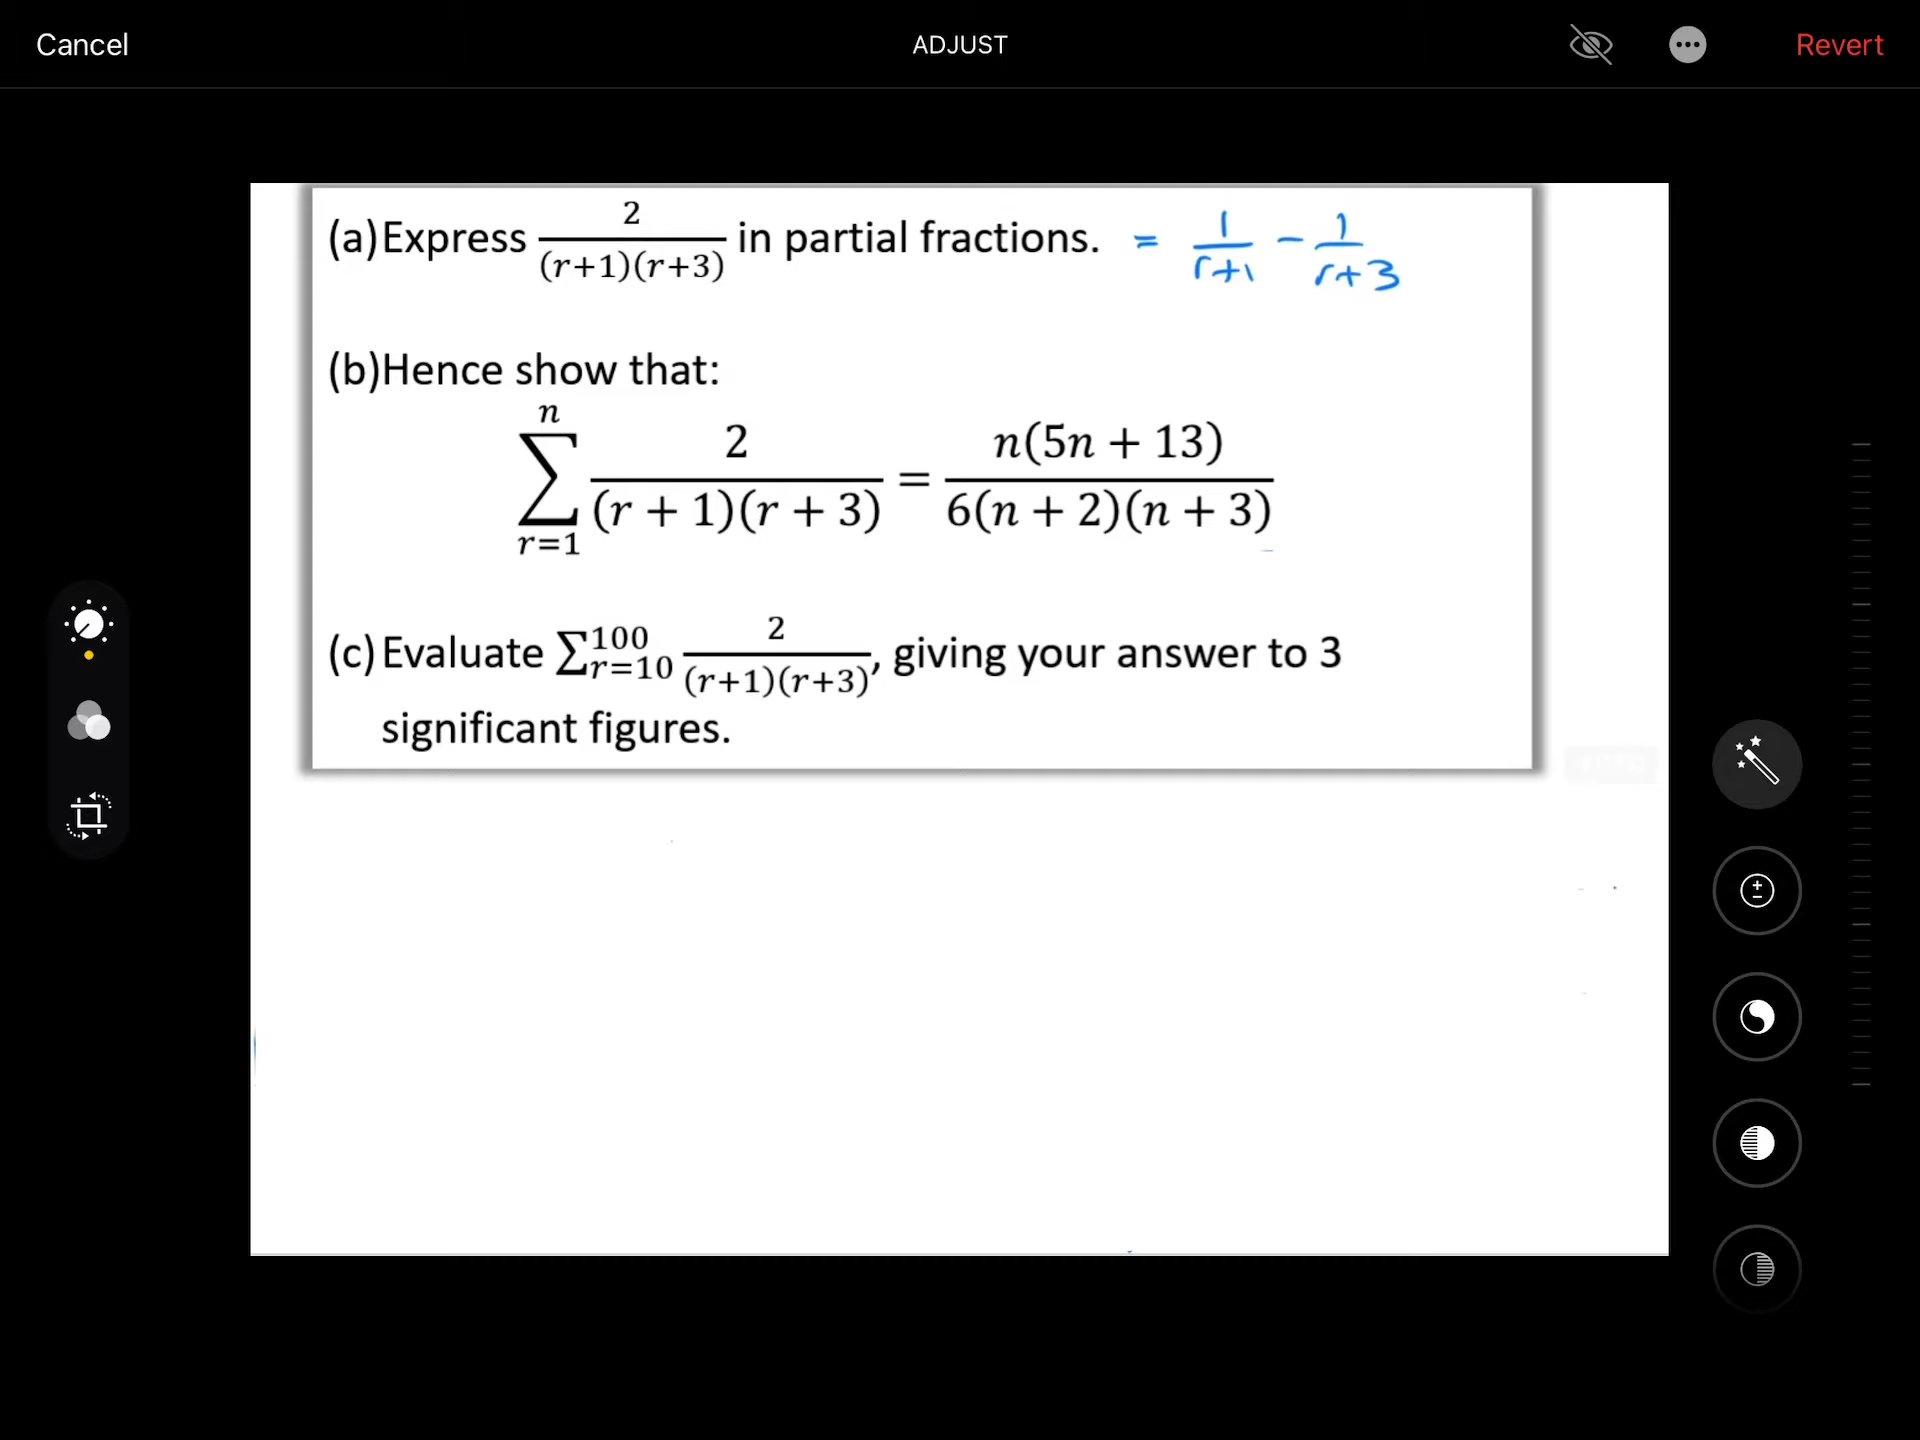 Cancel
ADJUST
Revert
(a) Express 2/((r+1)(r+3)) in partial fractions. = 1/(r+1) - 1/(r+3)
(b) Hence show that:
∑_{r=1}^{n} 2/((r + 1)(r + 3)) = n(5n + 13)/(6(n + 2)(n + 3))
(c) Evaluate ∑_{r=10}^{100} 2/((r+1)(r+3)), giving your answer to 3
significant figures.